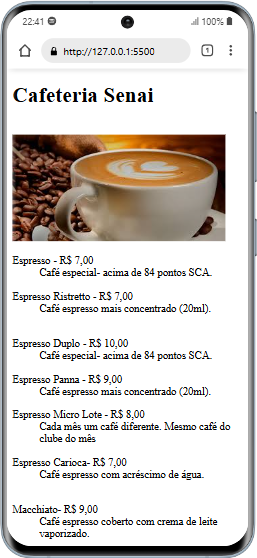 22:41
100%
http://127.0.0.1:5500
1
Cafeteria Senai
Espresso - R$ 7,00
Café especial- acima de 84 pontos SCA.
Espresso Ristretto - R$ 7,00
Café espresso mais concentrado (20ml).
Espresso Duplo - R$ 10,00
Café especial- acima de 84 pontos SCA.
Espresso Panna - R$ 9,00
Café espresso mais concentrado (20ml).
Espresso Micro Lote - R$ 8,00
Cada mês um café diferente. Mesmo café do
clube do mês
Espresso Carioca- R$ 7,00
Café espresso com acréscimo de água.
Macchiato- R$ 9,00
Café espresso coberto com crema de leite
vaporizado.